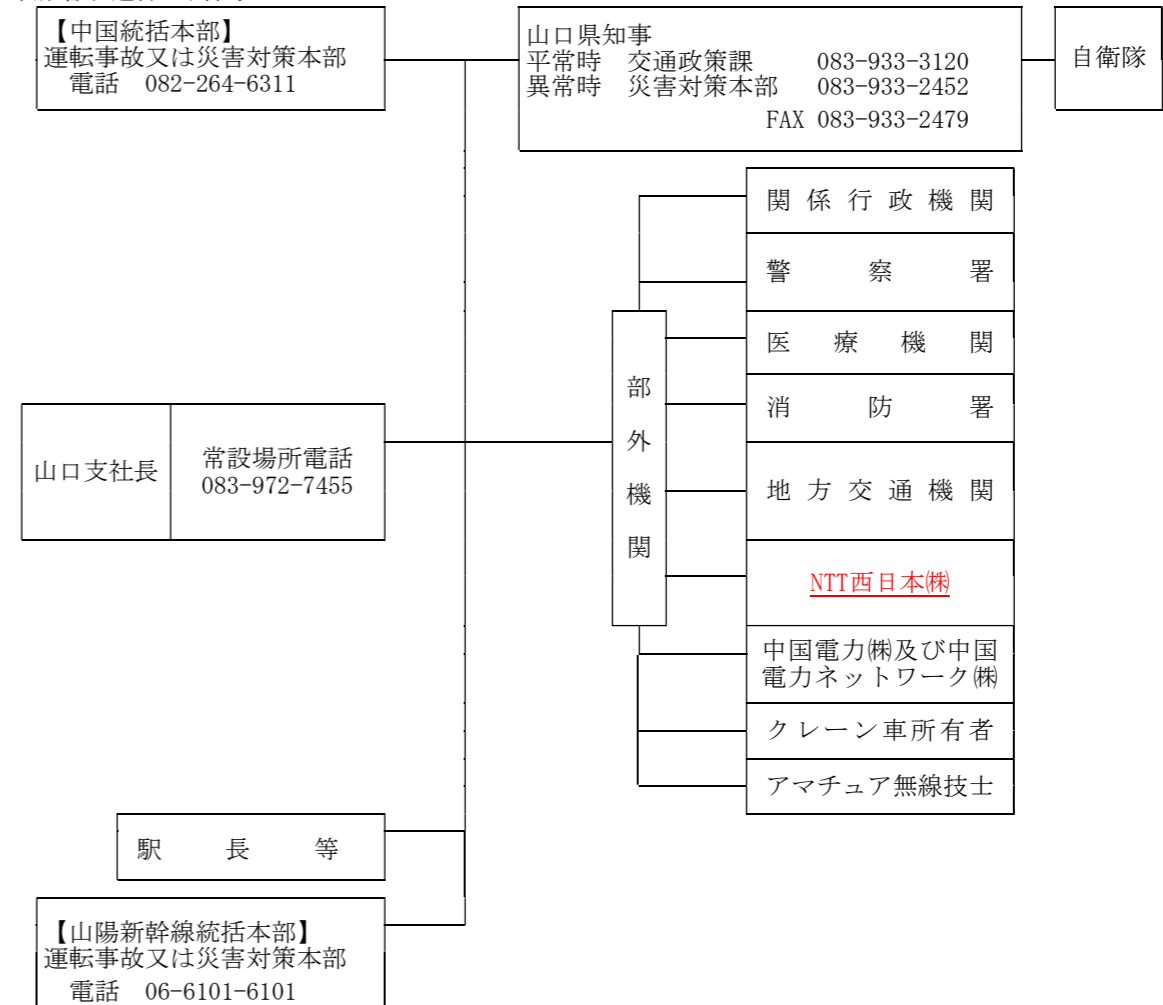 【中国統括本部】
運転事故又は災害対策本部
電話 082-264-6311
山口県知事
平常時 交通政策課 083-933-3120
異常時 災害対策本部 083-933-2452
FAX 083-933-2479
自衛隊
関係行政機関
警察署
医療機関
消防署
地方交通機関
NTT西日本㈱
中国電力㈱及び中国
電力ネットワーク㈱
クレーン車所有者
アマチュア無線技士
部外機関
山口支社長
常設場所電話
083-972-7455
駅長等
【山陽新幹線統括本部】
運転事故又は災害対策本部
電話 06-6101-6101